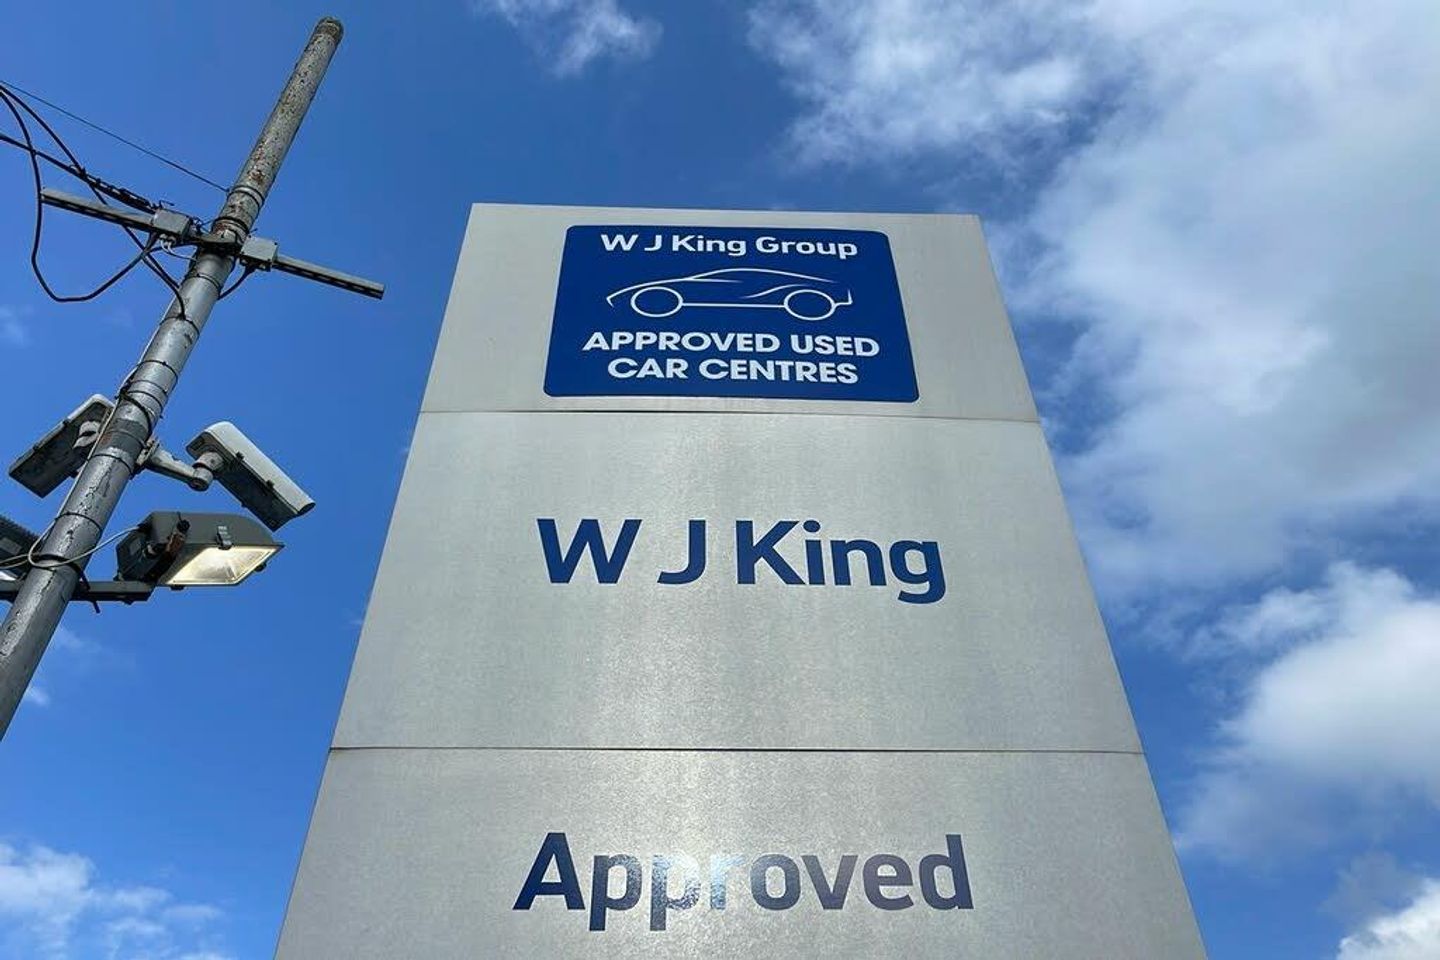 W J King Group
APPROVED USED
CAR CENTRES
W J King
Approved